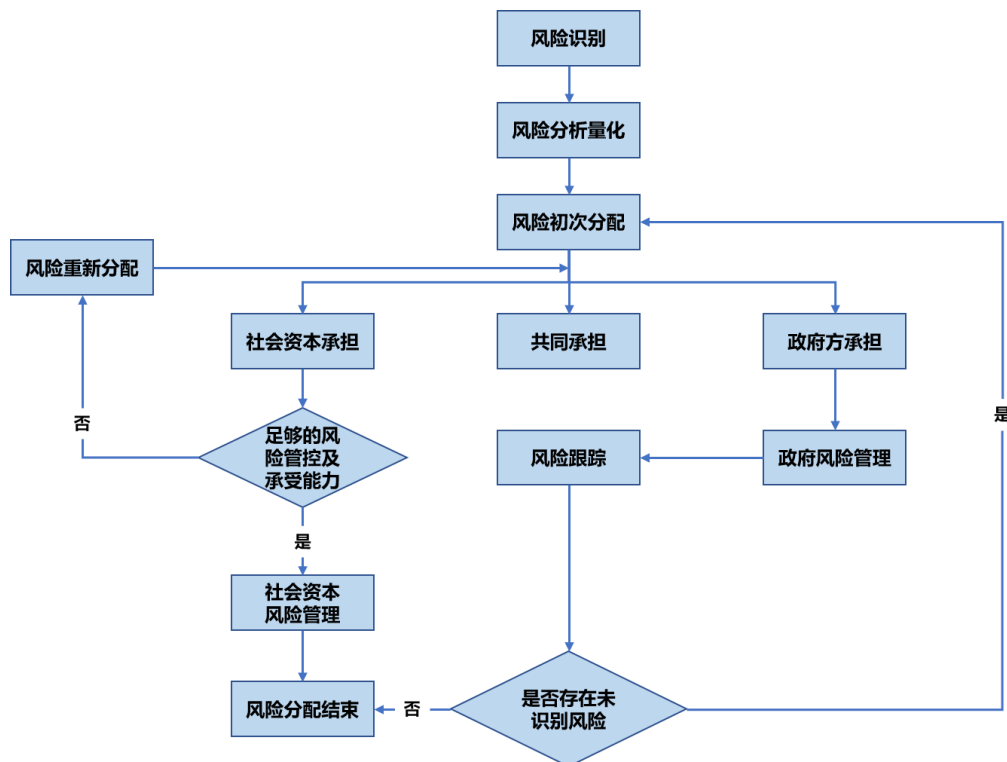 风险识别
风险分析量化
风险初次分配
风险重新分配
社会资本承担
共同承担
政府方承担
否
足够的风
险管控及
承受能力
是
风险跟踪
政府风险管理
是
社会资本
风险管理
风险分配结束
否
是否存在未
识别风险